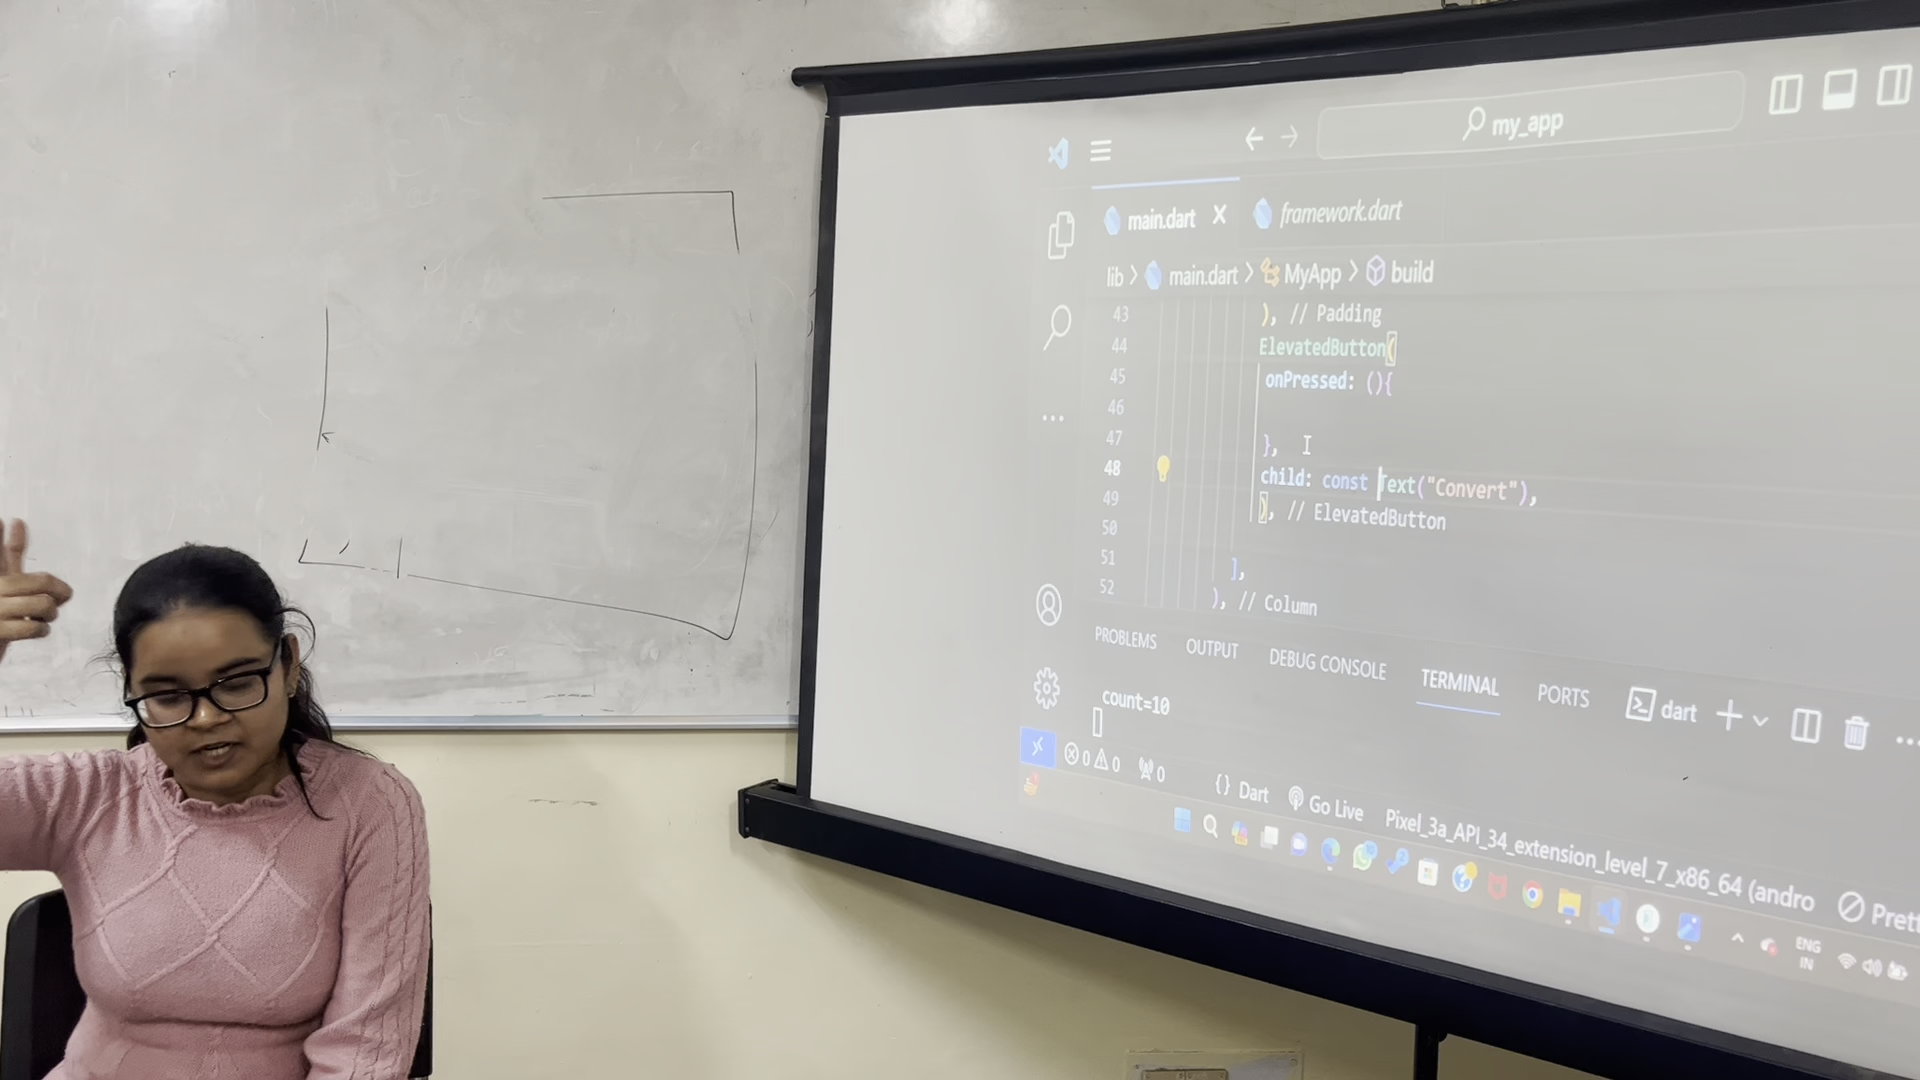 my_app
main.dart X framework.dart
lib > main.dart > MyApp > build
43 ), // Padding
44 ElevatedButton(
45 onPressed: (){
46
47 },
48 child: const Text("Convert"),
49 ), // ElevatedButton
50
51 ],
52 ), // Column
PROBLEMS OUTPUT DEBUG CONSOLE TERMINAL PORTS dart
count=10
0 0 0 {} Dart Go Live Pixel_3a_API_34_extension_level_7_x86_64 (andro Prett
ENG
IN